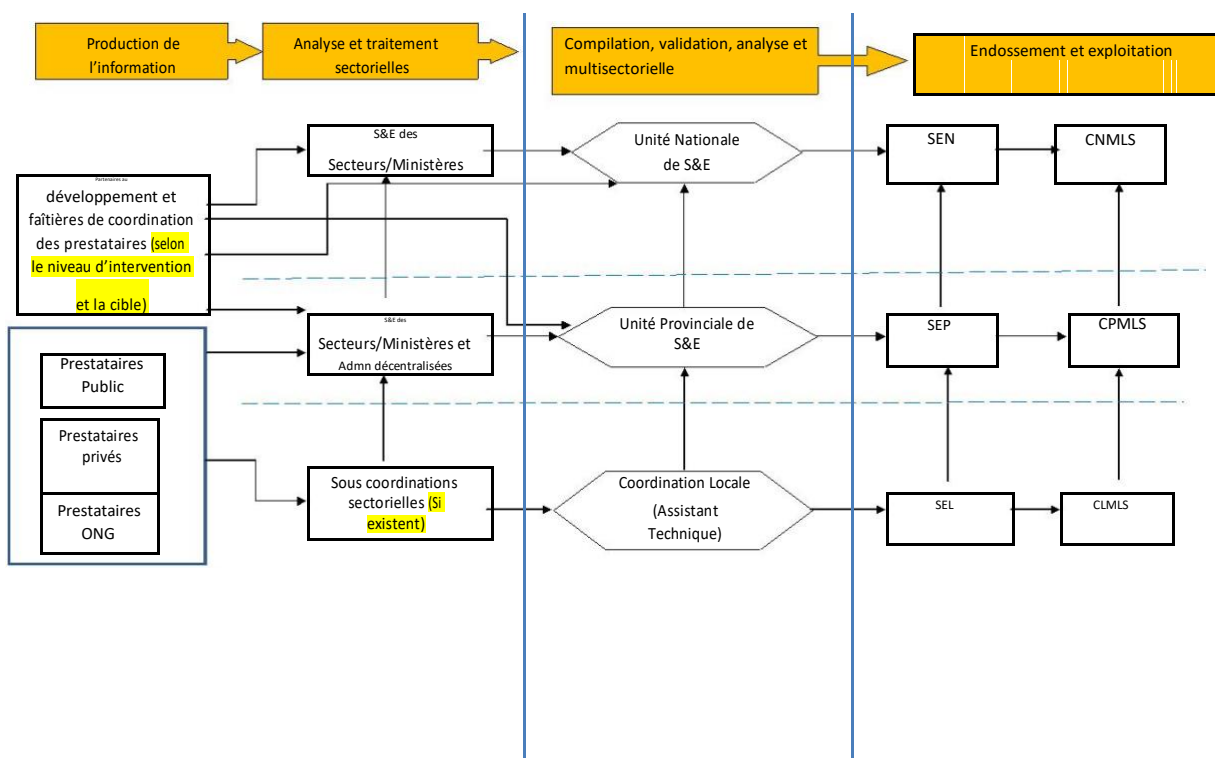 Production de
l'information
Analyse et traitement
sectorielles
Compilation, validation, analyse et
multisectorielle
Endossement et exploitation
S&E des
Secteurs/Ministères
Unité Nationale
de S&E
SEN
CNMLS
Partenaires au
développement et
faîtières de coordination
des prestataires (selon
le niveau d'intervention
et la cible)
S&E des
Secteurs/Ministères et
Admn décentralisées
Unité Provinciale de
S&E
SEP
CPMLS
Prestataires
Public
Prestataires
privés
Prestataires
ONG
Sous coordinations
sectorielles (Si
existent)
Coordination Locale
(Assistant
Technique)
SEL
CLMLS